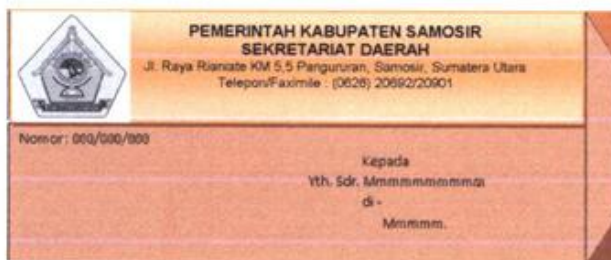 PEMERINTAH KABUPATEN SAMOSIR
SEKRETARIAT DAERAH
Jl. Raya Rianiate KM 5,5 Pangururan, Samosir, Sumatera Utara
Telepon/Faximile : (0626) 20692/20901
Nomor: 000/000/000
Kepada
Yth. Sdr. Mmmmmmmmmm
di -
Mmmmm.